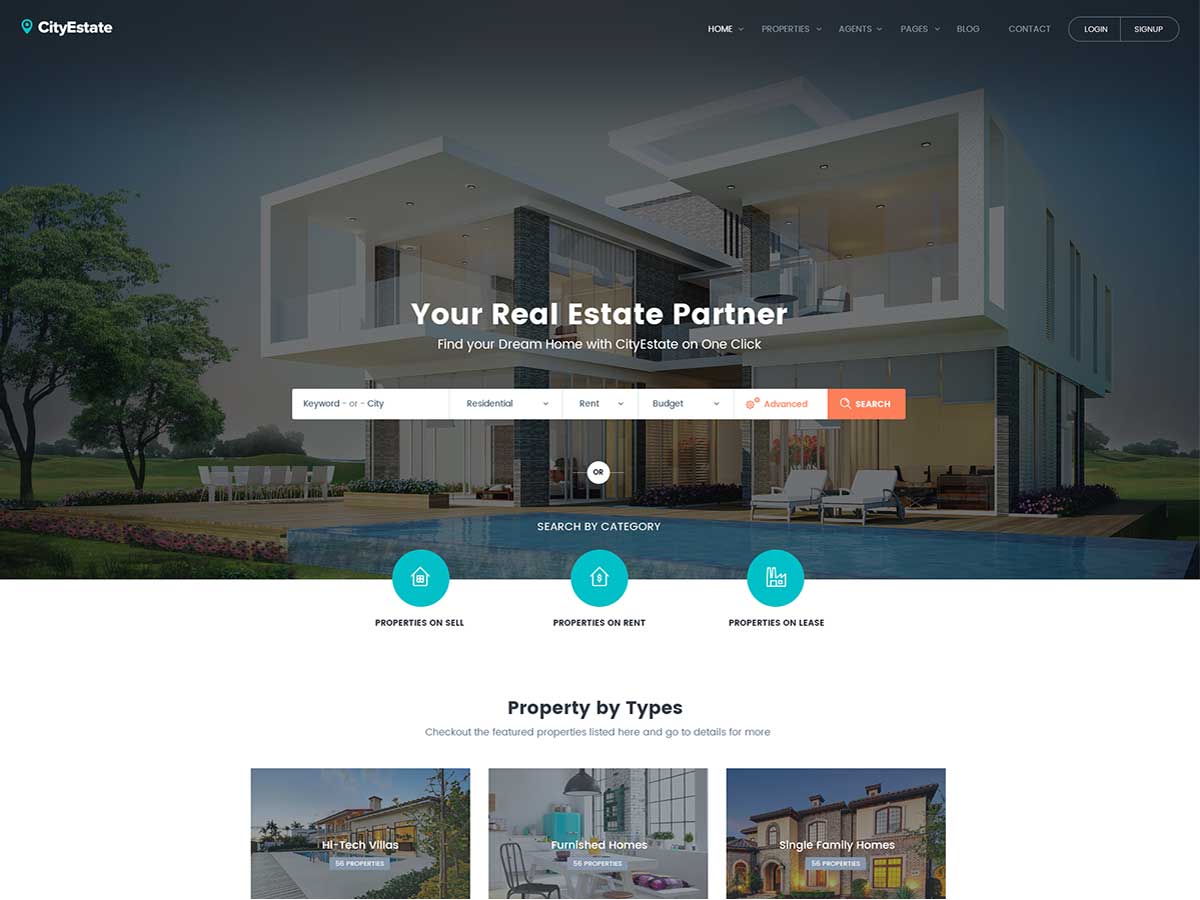 CityEstate
HOME PROPERTIES AGENTS PAGES BLOG CONTACT LOGIN SIGNUP
Your Real Estate Partner
Find your Dream Home with CityEstate on One Click
Keyword - or - City Residential Rent Budget Advanced SEARCH
OR
SEARCH BY CATEGORY
PROPERTIES ON SELL PROPERTIES ON RENT PROPERTIES ON LEASE
Property by Types
Checkout the featured properties listed here and go to details for more
Hi-Tech Villas Furnished Homes Single Family Homes
56 PROPERTIES 56 PROPERTIES 56 PROPERTIES